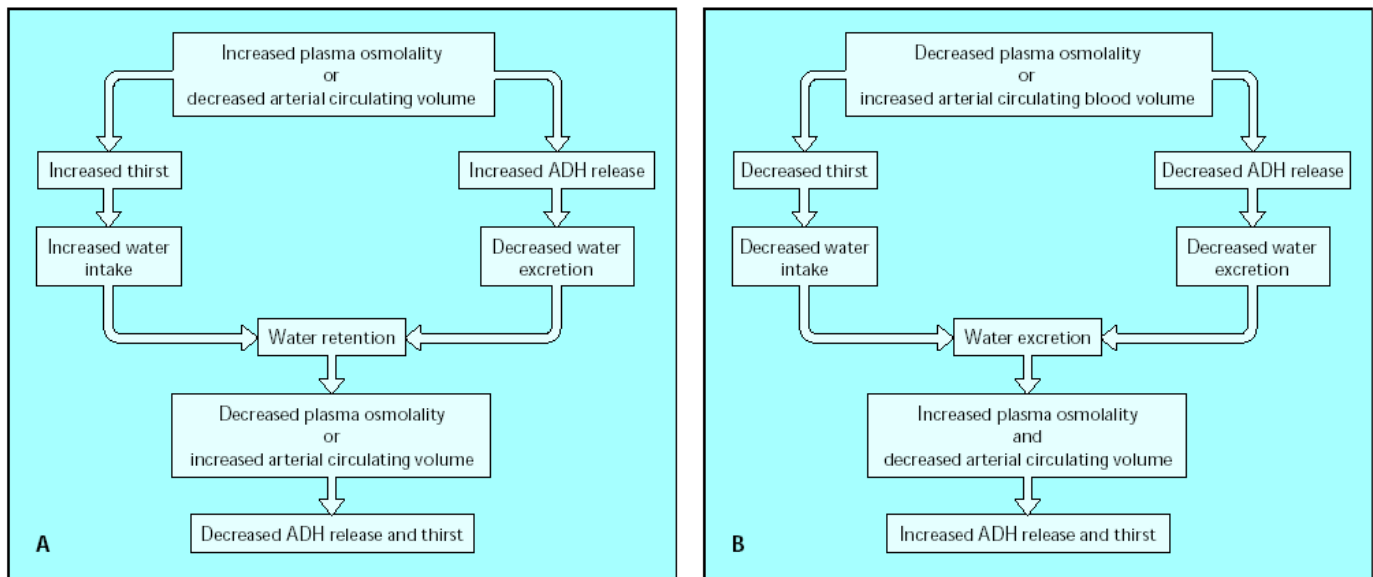 Increased plasma osmolality
or
decreased arterial circulating volume
Increased thirst
Increased ADH release
Increased water
intake
Decreased water
excretion
Water retention
Decreased plasma osmolality
or
increased arterial circulating volume
Decreased ADH release and thirst
A
Decreased plasma osmolality
or
increased arterial circulating blood volume
Decreased thirst
Decreased ADH release
Decreased water
intake
Decreased water
excretion
Water excretion
Increased plasma osmolality
and
decreased arterial circulating volume
Increased ADH release and thirst
B